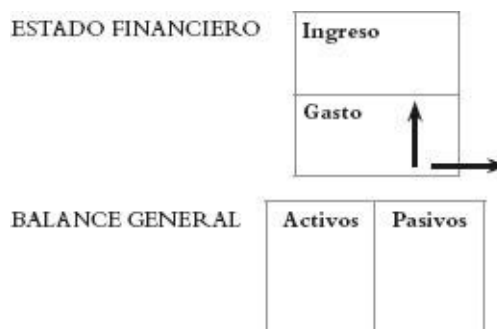 ESTADO FINANCIERO
Ingreso
Gasto
BALANCE GENERAL
Activos Pasivos